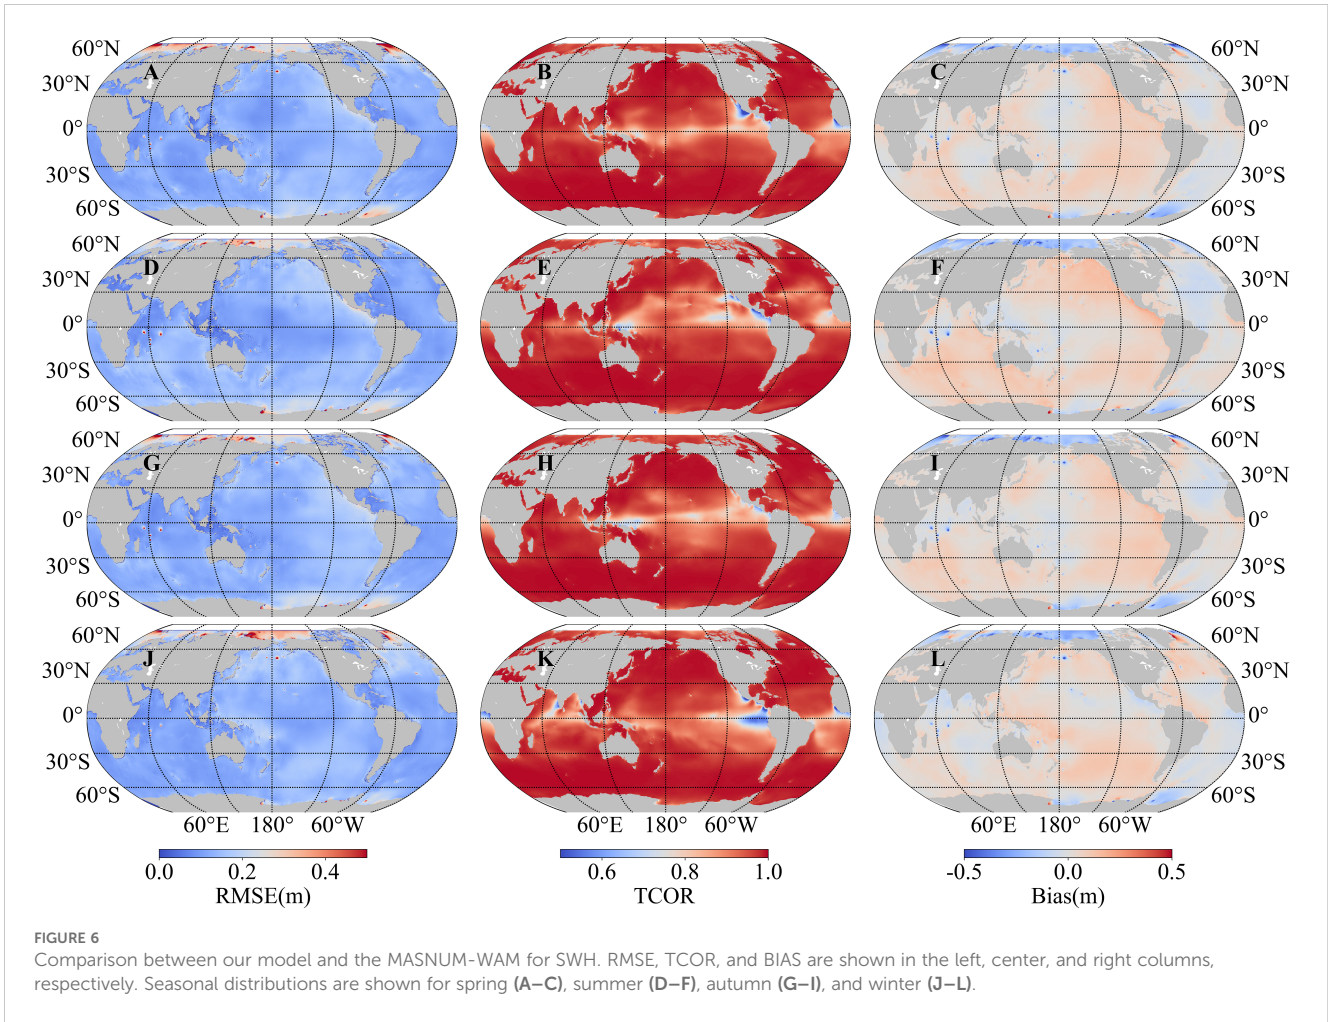 60°N
30°N
0°
30°S
60°S
A
B
C
60°N
30°N
0°
30°S
60°S
60°N
30°N
0°
30°S
60°S
D
E
F
60°N
30°N
0°
30°S
60°S
60°N
30°N
0°
30°S
60°S
G
H
I
60°N
30°N
0°
30°S
60°S
60°N
30°N
0°
30°S
60°S
J
K
L
60°N
30°N
0°
30°S
60°S
60°E 180° 60°W
60°E 180° 60°W
60°E 180° 60°W
0.0 0.2 0.4
RMSE(m)
0.6 0.8 1.0
TCOR
-0.5 0.0 0.5
Bias(m)
FIGURE 6
Comparison between our model and the MASNUM-WAM for SWH. RMSE, TCOR, and BIAS are shown in the left, center, and right columns,
respectively. Seasonal distributions are shown for spring (A–C), summer (D–F), autumn (G–I), and winter (J–L).